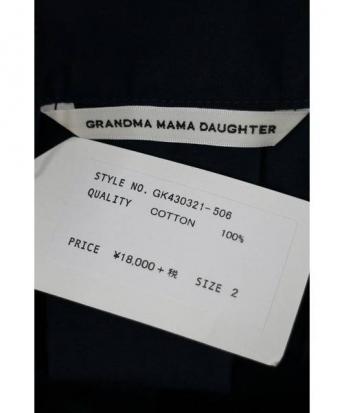 GRANDMA MAMA DAUGHTER
STYLE NO. GK430321-506
QUALITY COTTON 100%
PRICE ¥18,000+税 SIZE 2